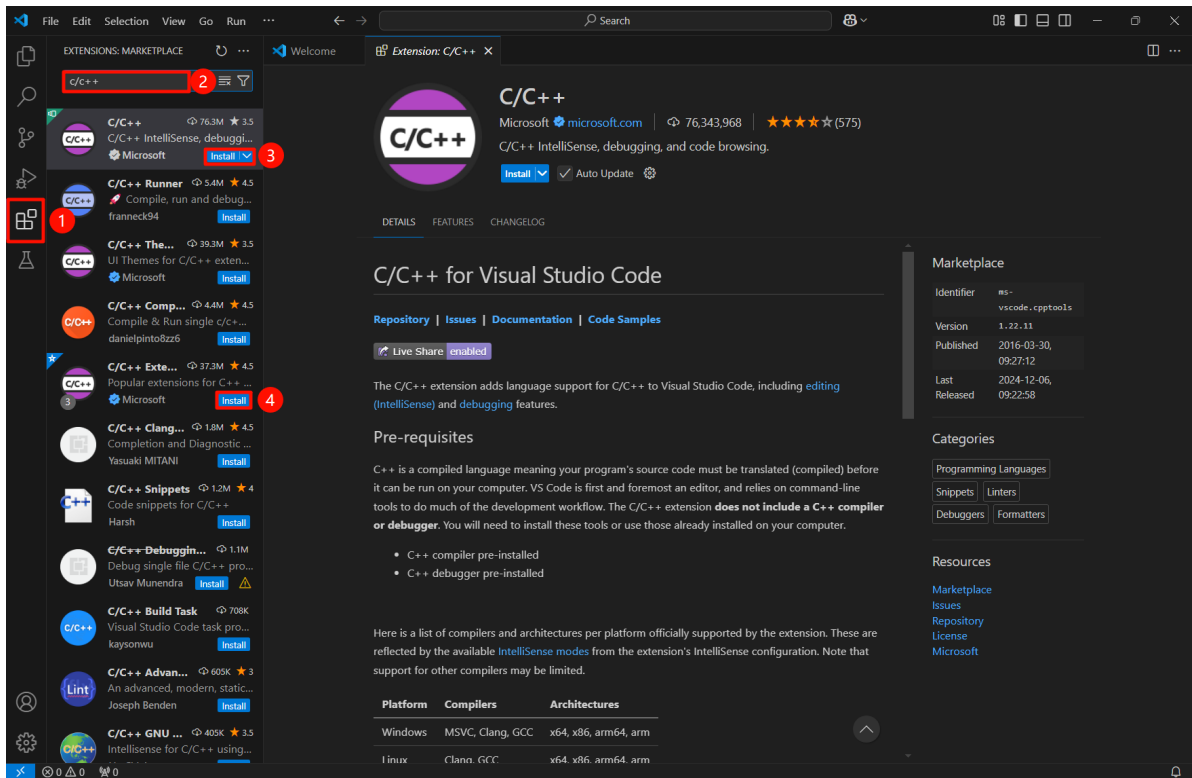 File Edit Selection View Go Run ···
Search
EXTENSIONS: MARKETPLACE
c/c++
2
C/C++ 76.3M 3.5
C/C++ IntelliSense, debuggi...
Microsoft Install
3
C/C++ Runner 5.4M 4.5
🚀 Compile, run and debug...
franneck94 Install
1
C/C++ The... 39.3M 3.5
UI Themes for C/C++ exten...
Microsoft Install
C/C++ Comp... 4.4M 4.5
Compile & Run single c/c+...
danielpinto8zz6 Install
C/C++ Exte... 37.3M 4.5
Popular extensions for C++ ...
3 Microsoft Install
4
C/C++ Clang... 1.8M 4.5
Completion and Diagnostic ...
Yasuaki MITANI Install
C/C++ Snippets 1.2M 4
Code snippets for C/C++
Harsh Install
C/C++ Debuggin... 1.1M
Debug single file C/C++ pro...
Utsav Munendra Install
C/C++ Build Task 708K
Visual Studio Code task pro...
kaysonwu Install
C/C++ Advan... 605K 3
An advanced, modern, static...
Joseph Benden Install
C/C++ GNU ... 405K 3.5
Intellisense for C/C++ using...
0 0 0
Welcome
Extension: C/C++
C/C++
C/C++
Microsoft microsoft.com 76,343,968 (575)
C/C++ IntelliSense, debugging, and code browsing.
Install Auto Update
DETAILS FEATURES CHANGELOG
C/C++ for Visual Studio Code
Repository | Issues | Documentation | Code Samples
Live Share enabled
The C/C++ extension adds language support for C/C++ to Visual Studio Code, including editing
(IntelliSense) and debugging features.
Pre-requisites
C++ is a compiled language meaning your program's source code must be translated (compiled) before
it can be run on your computer. VS Code is first and foremost an editor, and relies on command-line
tools to do much of the development workflow. The C/C++ extension does not include a C++ compiler
or debugger. You will need to install these tools or use those already installed on your computer.
• C++ compiler pre-installed
• C++ debugger pre-installed
Here is a list of compilers and architectures per platform officially supported by the extension. These are
reflected by the available IntelliSense modes from the extension's IntelliSense configuration. Note that
support for other compilers may be limited.
Platform Compilers Architectures
Windows MSVC, Clang, GCC x64, x86, arm64, arm
Linux Clang, GCC x64, x86, arm64, arm
Marketplace
Identifier ms-
vscode.cpptools
Version 1.22.11
Published 2016-03-30,
09:27:12
Last 2024-12-06,
Released 09:22:58
Categories
Programming Languages
Snippets Linters
Debuggers Formatters
Resources
Marketplace
Issues
Repository
License
Microsoft